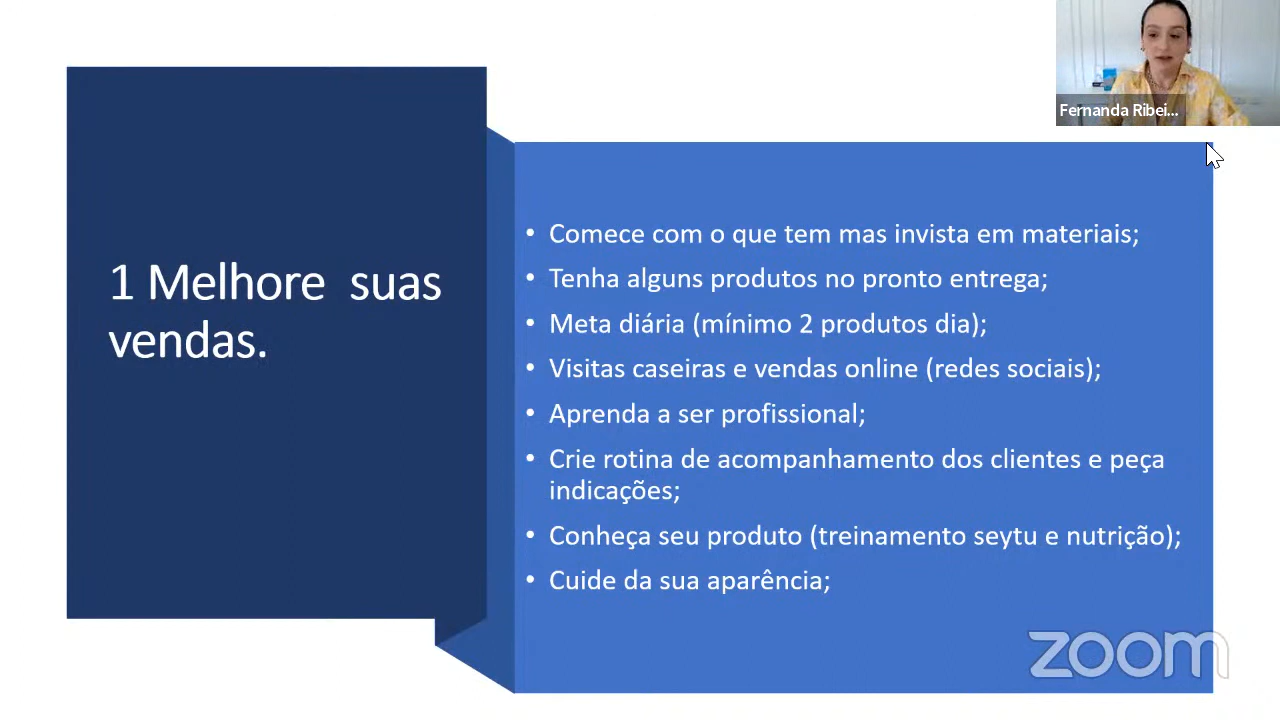 Fernanda Ribei...
1 Melhore suas
vendas.
• Comece com o que tem mas invista em materiais;
• Tenha alguns produtos no pronto entrega;
• Meta diária (mínimo 2 produtos dia);
• Visitas caseiras e vendas online (redes sociais);
• Aprenda a ser profissional;
• Crie rotina de acompanhamento dos clientes e peça
indicações;
• Conheça seu produto (treinamento seytu e nutrição);
• Cuide da sua aparência;
zoom